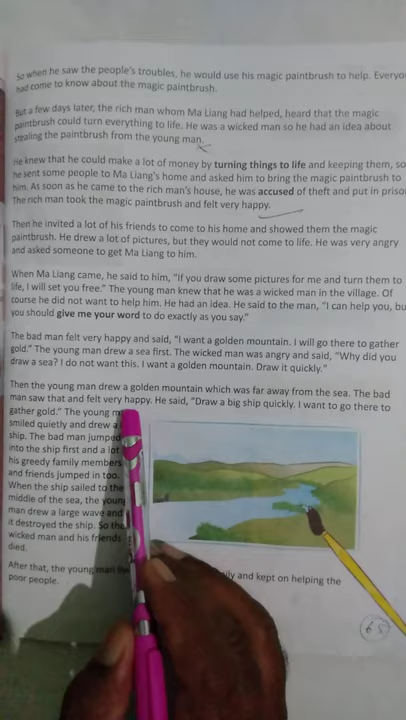 So when he saw the people's troubles, he would use his magic paintbrush to help.
had come to know about the magic paintbrush.
But a few days later, the rich man whom Ma Liang had helped, heard that the magic
paintbrush could turn everything to life. He was a wicked man so he had an idea about
stealing the paintbrush from the young man.
He knew that he could make a lot of money by turning things to life and keeping them, so
he sent some people to Ma Liang's home and asked him to bring the magic paintbrush to
him. As soon as he came to the rich man's house, he was accused of theft and put in
The rich man took the magic paintbrush and felt very happy.
Then he invited a lot of his friends to come to his home and showed them the magic
paintbrush. He drew a lot of pictures, but they would not come to life. He was very angry
and asked someone to get Ma Liang to him.
When Ma Liang came, he said to him, "If you draw some pictures for me and turn them to
life, I will set you free." The young man knew that he was a wicked man in the village. Of
course he did not want to help him. He had an idea. He said to the man, "I can help you,
you should give me your word to do exactly as you say."
The bad man felt very happy and said, "I want a golden mountain. I will go there to gather
gold." The young man drew a sea first. The wicked man was angry and said, "Why did you
draw a sea? I do not want this. I want a golden mountain. Draw it quickly."
Then the young man drew a golden mountain which was far away from the sea. The bad
man saw that and felt very happy. He said, "Draw a big ship quickly. I want to go there to
gather gold." The young
smiled quietly and drew a
ship. The bad man jumped
into the ship first and a lot
his greedy family members
and friends jumped in too.
When the ship sailed to the
middle of the sea, the young
man drew a large wave and
it destroyed the ship. So the
wicked man and his friends
died.
After that, the young man and kept on helping the
poor people.
65